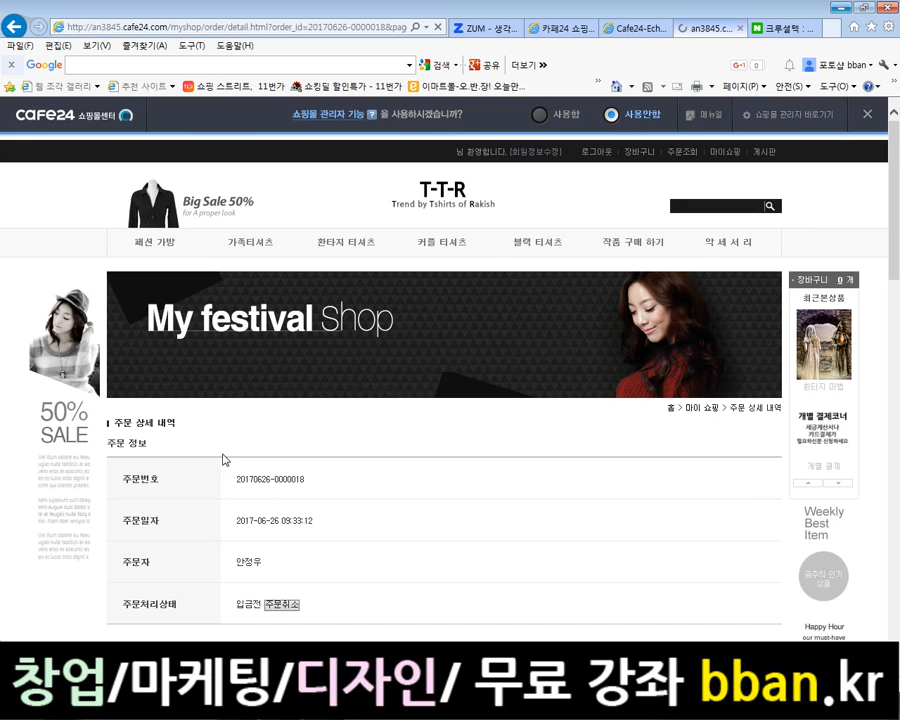 http://an3845.cafe24.com/myshop/order/detail.html?order_id=20170626-0000018&pag
ZUM - 생각...
카페24 쇼핑...
Cafe24-Ech...
an3845.c...
크루셜텍 : ...
파일(F) 편집(E) 보기(V) 즐겨찾기(A) 도구(T) 도움말(H)
Google 검색 공유 더보기 »
G+1 0 포토샵 bban
웹 조각 갤러리 추천 사이트 쇼핑 스트리트, 11번가 쇼킹딜 할인특가 - 11번가 이마트몰-오.반.장! 오늘만...
페이지(P) 안전(S) 도구(O)
cafe24 쇼핑몰센터
쇼핑몰 관리자 기능 ? 을 사용하시겠습니까?
사용함 사용안함 매뉴얼 쇼핑몰 관리자 바로가기
님 환영합니다. [회원정보수정] 로그아웃 장바구니 주문조회 마이쇼핑 게시판
Big Sale 50%
for A proper look
T-T-R
Trend by Tshirts of Rakish
패션 가방 가족티셔츠 환타지 티셔츠 커플 티셔츠 블랙 티셔츠 작품 구매 하기 악 세 서 리
My festival Shop
장바구니 0 개
최근본상품
환타지 마법
개별 결제코너
세금계산서나
카드결제가
필요하신분 신청하세요
개별 결제
홈 > 마이 쇼핑 > 주문 상세 내역
50%
SALE
주문 상세 내역
주문 정보
주문번호 20170626-0000018
주문일자 2017-06-26 09:33:12
주문자 안정우
주문처리상태 입금전 주문취소
Weekly
Best
Item
금주의 인기
상품
Happy Hour
our must-have
창업/마케팅/디자인/ 무료 강좌 bban.kr